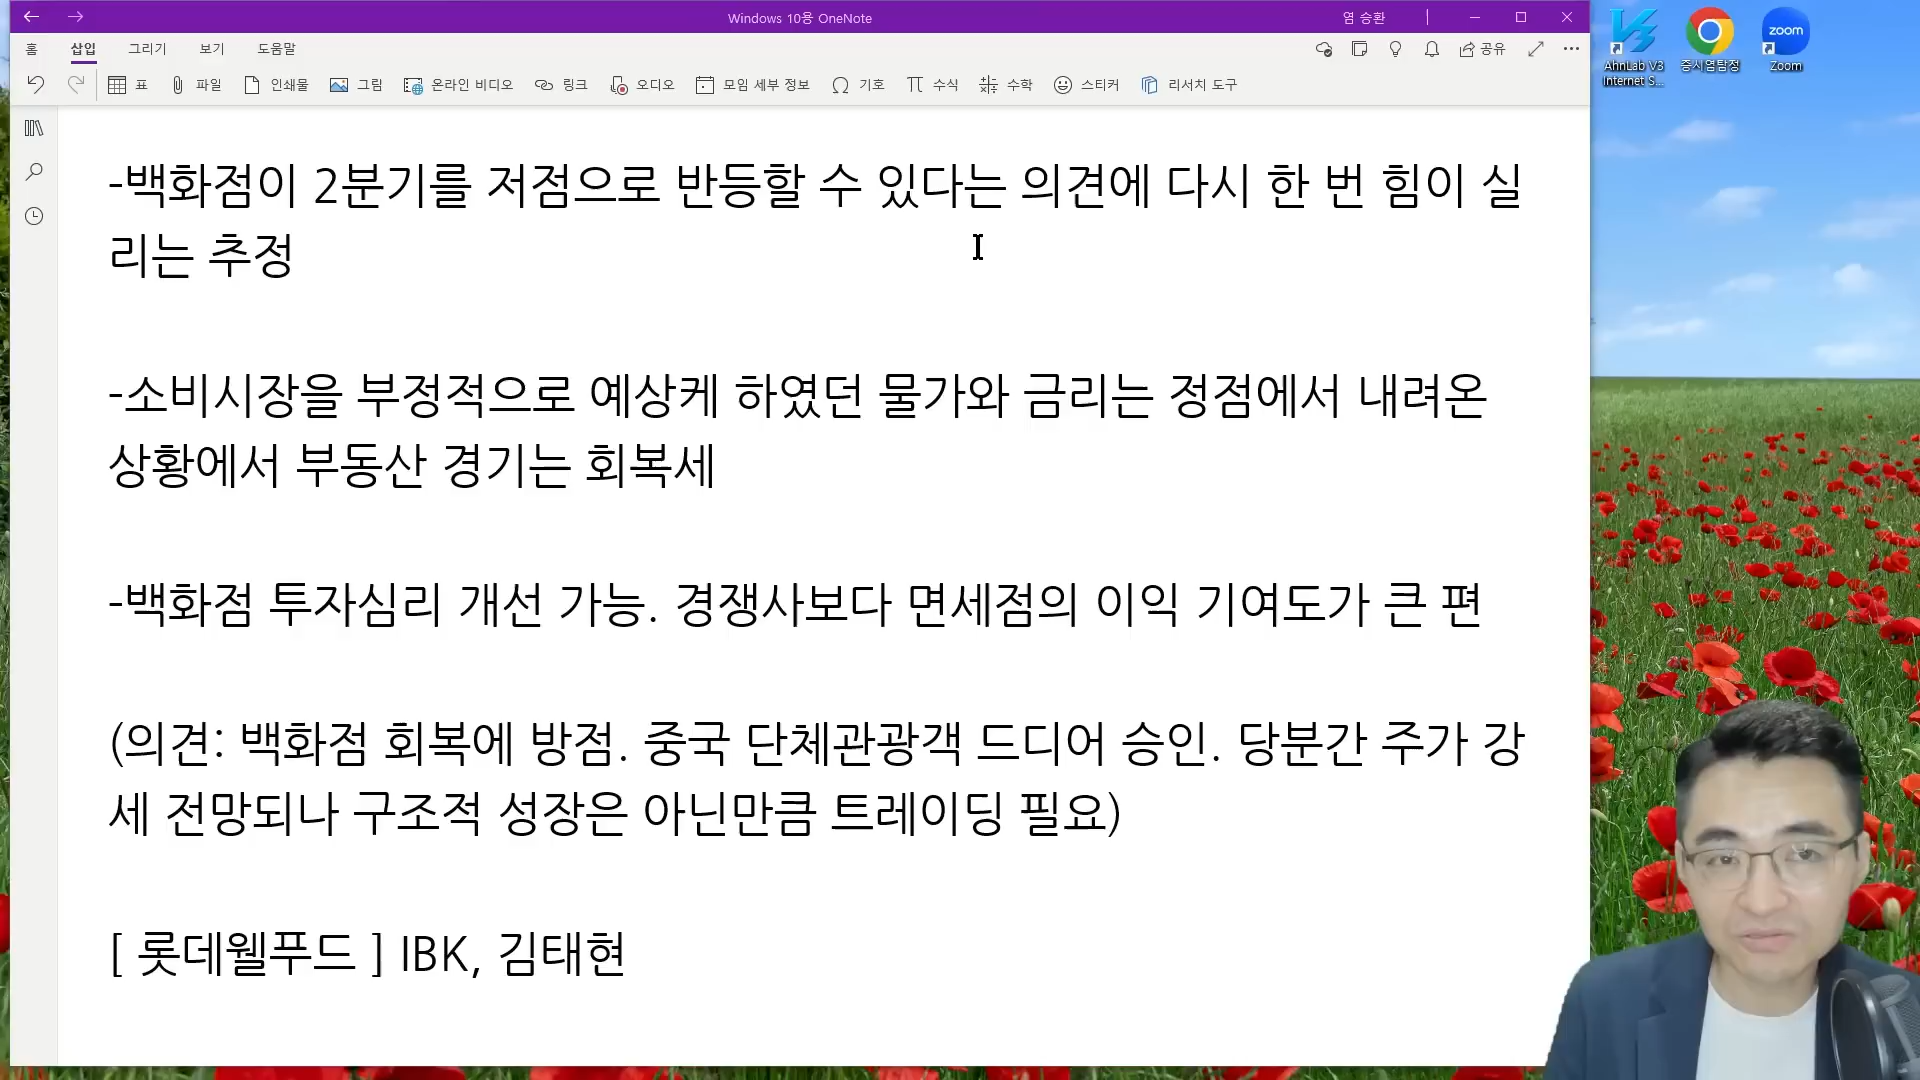 Windows 10용 OneNote
염 승환
홈 삽입 그리기 보기 도움말
공유
표 파일 인쇄물 그림 온라인 비디오 링크 오디오 모임 세부 정보 기호 수식 수학 스티커 리서치 도구
-백화점이 2분기를 저점으로 반등할 수 있다는 의견에 다시 한 번 힘이 실
리는 추정
-소비시장을 부정적으로 예상케 하였던 물가와 금리는 정점에서 내려온
상황에서 부동산 경기는 회복세
-백화점 투자심리 개선 가능. 경쟁사보다 면세점의 이익 기여도가 큰 편
(의견: 백화점 회복에 방점. 중국 단체관광객 드디어 승인. 당분간 주가 강
세 전망되나 구조적 성장은 아닌만큼 트레이딩 필요)
[ 롯데웰푸드 ] IBK, 김태현
AhnLab V3
Internet S...
증시염탐정
zoom
Zoom